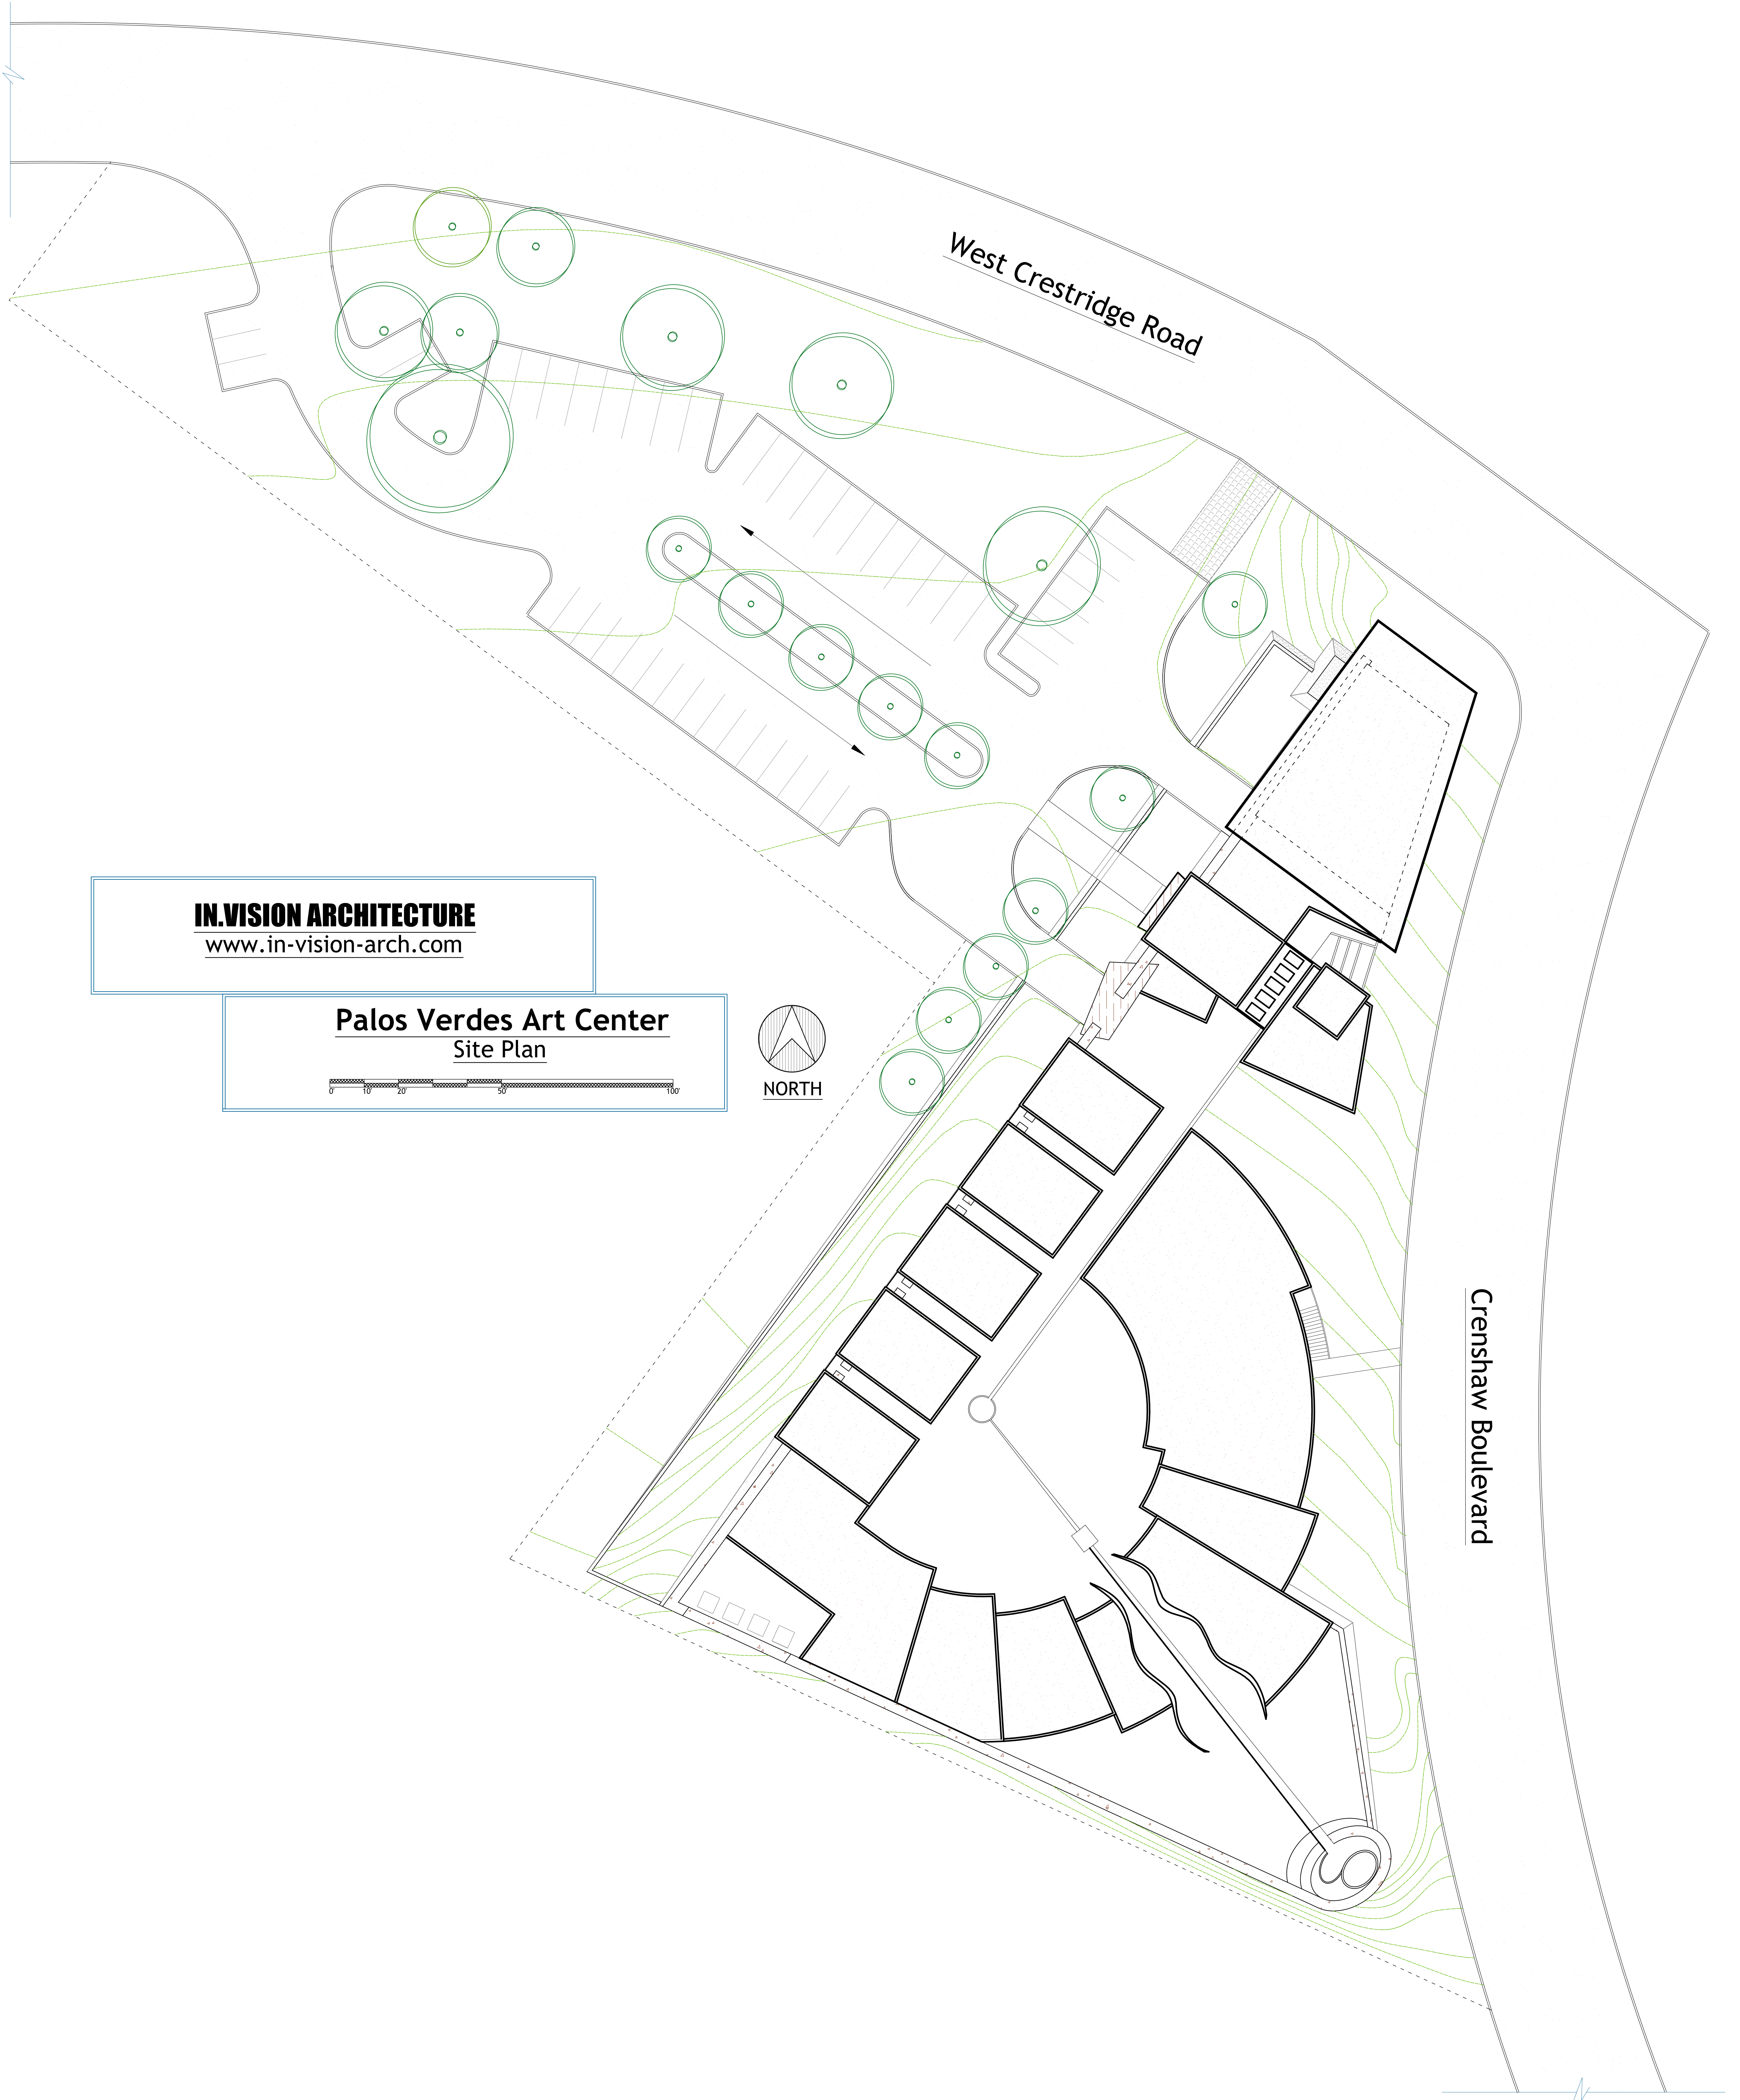 West Crestridge Road
IN.VISION ARCHITECTURE
www.in-vision-arch.com
Palos Verdes Art Center
Site Plan
0' 10' 20' 50' 100'
NORTH
Crenshaw Boulevard